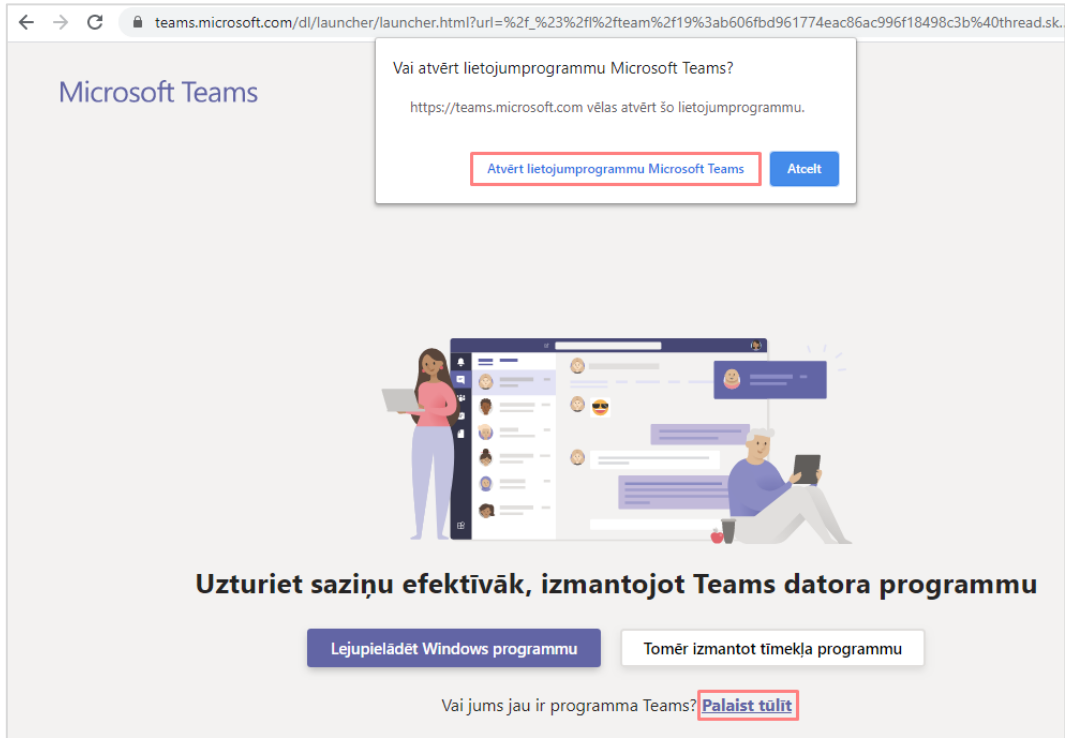 teams.microsoft.com/dl/launcher/launcher.html?url=%2f_%23%2fl%2fteam%2f19%3ab606fbd961774eac86ac996f18498c3b%40thread.sk...
Microsoft Teams
Vai atvērt lietojumprogrammu Microsoft Teams?
https://teams.microsoft.com vēlas atvērt šo lietojumprogrammu.
Atvērt lietojumprogrammu Microsoft Teams Atcelt
Uzturiet saziņu efektīvāk, izmantojot Teams datora programmu
Lejupielādēt Windows programmu Tomēr izmantot tīmekļa programmu
Vai jums jau ir programma Teams? Palaist tūlīt